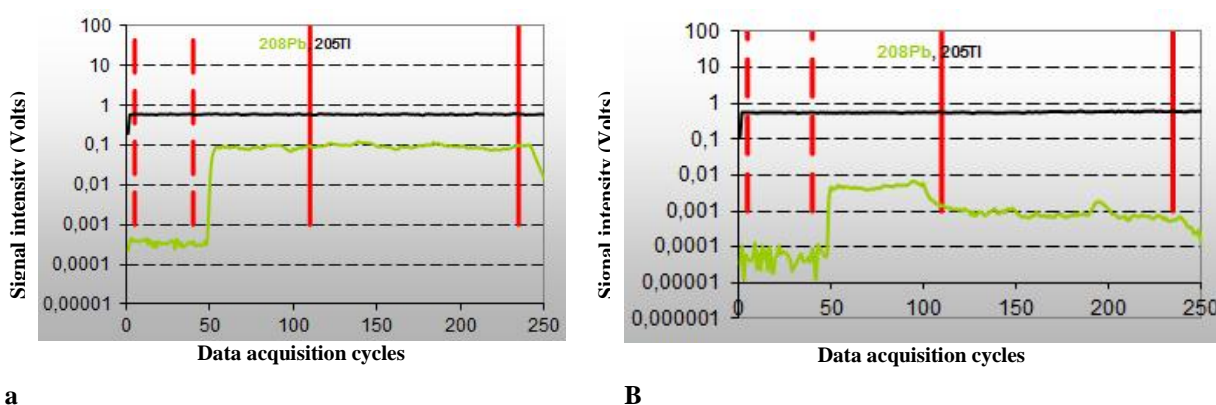 Signal intensity (Volts)
100
10
1
0,1
0,01
0,001
0,0001
0,00001
208Pb, 205Tl
0 50 100 150 200 250
Data acquisition cycles
a
Signal intensity (Volts)
100
10
1
0,1
0,01
0,001
0,0001
0,00001
0,000001
208Pb, 205Tl
0 50 100 150 200 250
Data acquisition cycles
B